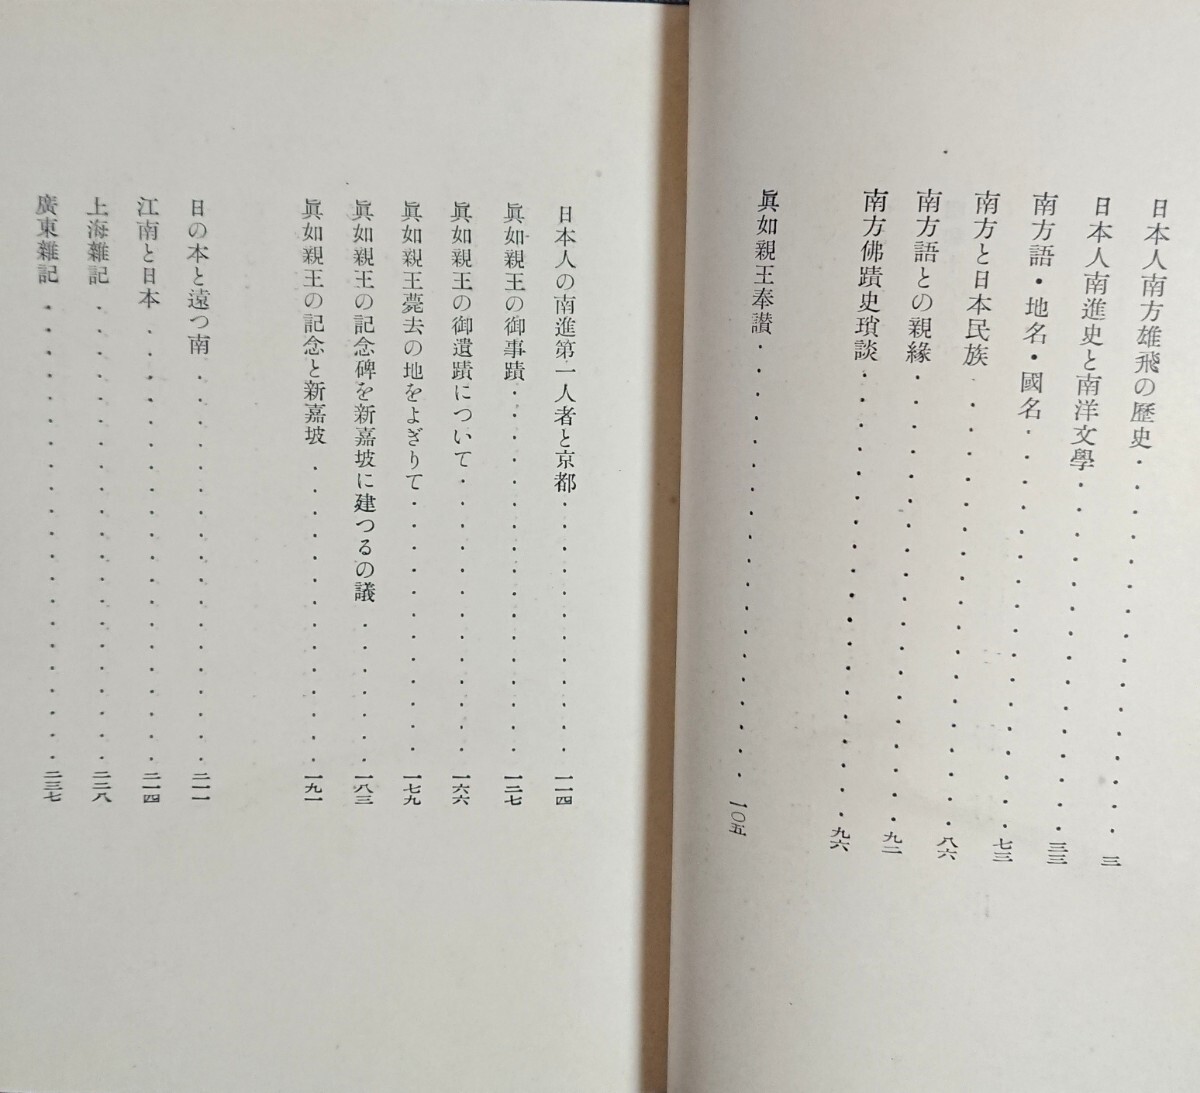 日本人南方雄飛の歷史・・・・・・・・・・・・・・・三
日本人南進史と南洋文學・・・・・・・・・・・・・・三三
南方語・地名・國名・・・・・・・・・・・・・・・・七三
南方と日本民族・・・・・・・・・・・・・・・・・・八六
南方語との親緣・・・・・・・・・・・・・・・・・・九二
南方佛蹟史瑣談・・・・・・・・・・・・・・・・・・九六
眞如親王奉讃・・・・・・・・・・・・・・・・・・・一〇五
日本人の南進第一人者と京都・・・・・・・・・・・・一一四
眞如親王の御事蹟・・・・・・・・・・・・・・・・・一二七
眞如親王の御遺蹟について・・・・・・・・・・・・・一六六
眞如親王薨去の地をよぎりて・・・・・・・・・・・・一七九
眞如親王の記念碑を新嘉坡に建つるの議・・・・・・・一八三
眞如親王の記念と新嘉坡・・・・・・・・・・・・・・一九一
日の本と遠つ南・・・・・・・・・・・・・・・・・・二一一
江南と日本・・・・・・・・・・・・・・・・・・・・二一四
上海雜記・・・・・・・・・・・・・・・・・・・・・二二八
廣東雜記・・・・・・・・・・・・・・・・・・・・・二三七